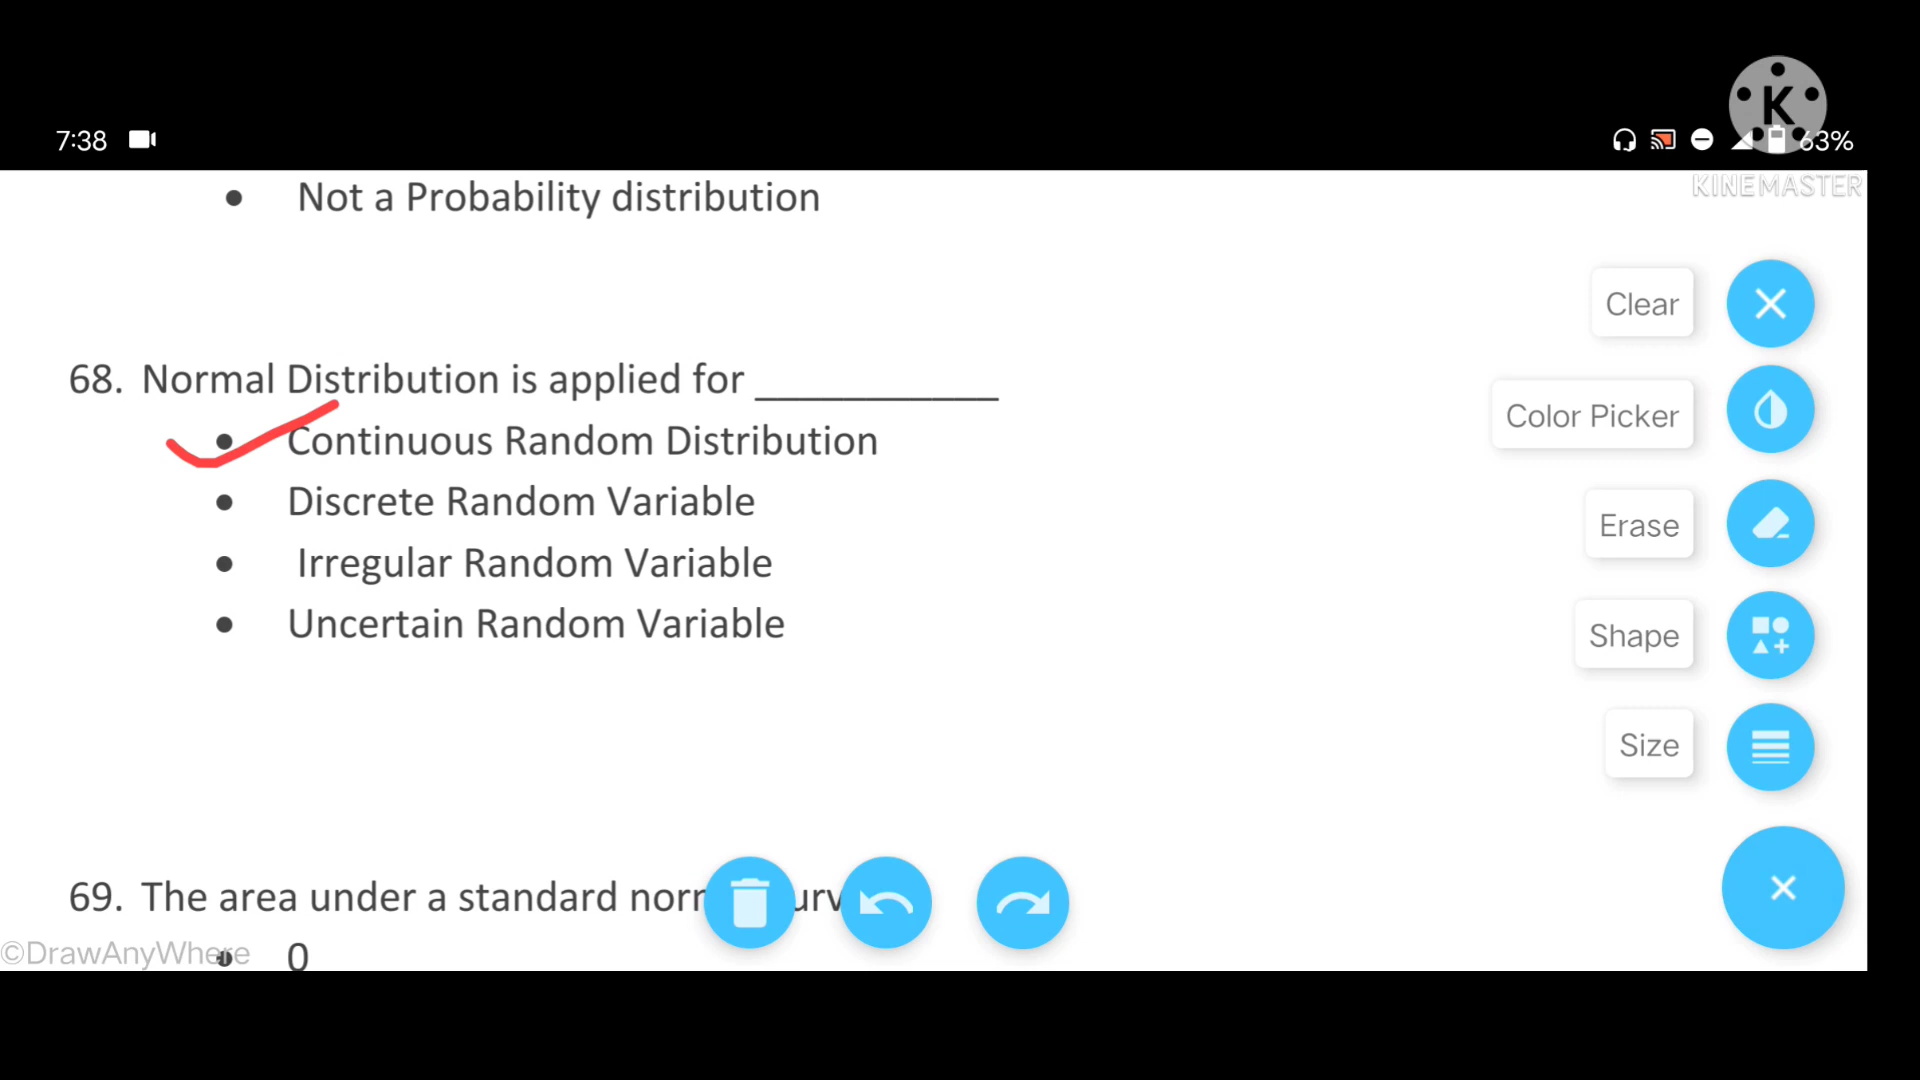 7:38
63%
K
KINEMASTER
• Not a Probability distribution
Clear
68. Normal Distribution is applied for ___________
Color Picker
• Continuous Random Distribution
• Discrete Random Variable
Erase
• Irregular Random Variable
• Uncertain Random Variable
Shape
Size
69. The area under a standard
©DrawAnyWhere
• 0